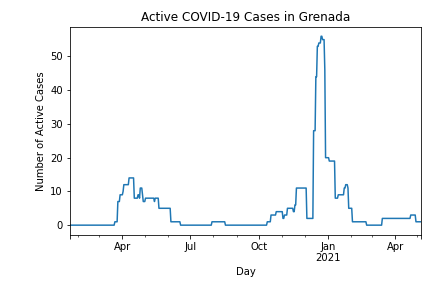 Active COVID-19 Cases in Grenada
Number of Active Cases
50
40
30
20
10
0
Apr Jul Oct Jan Apr
2021
Day